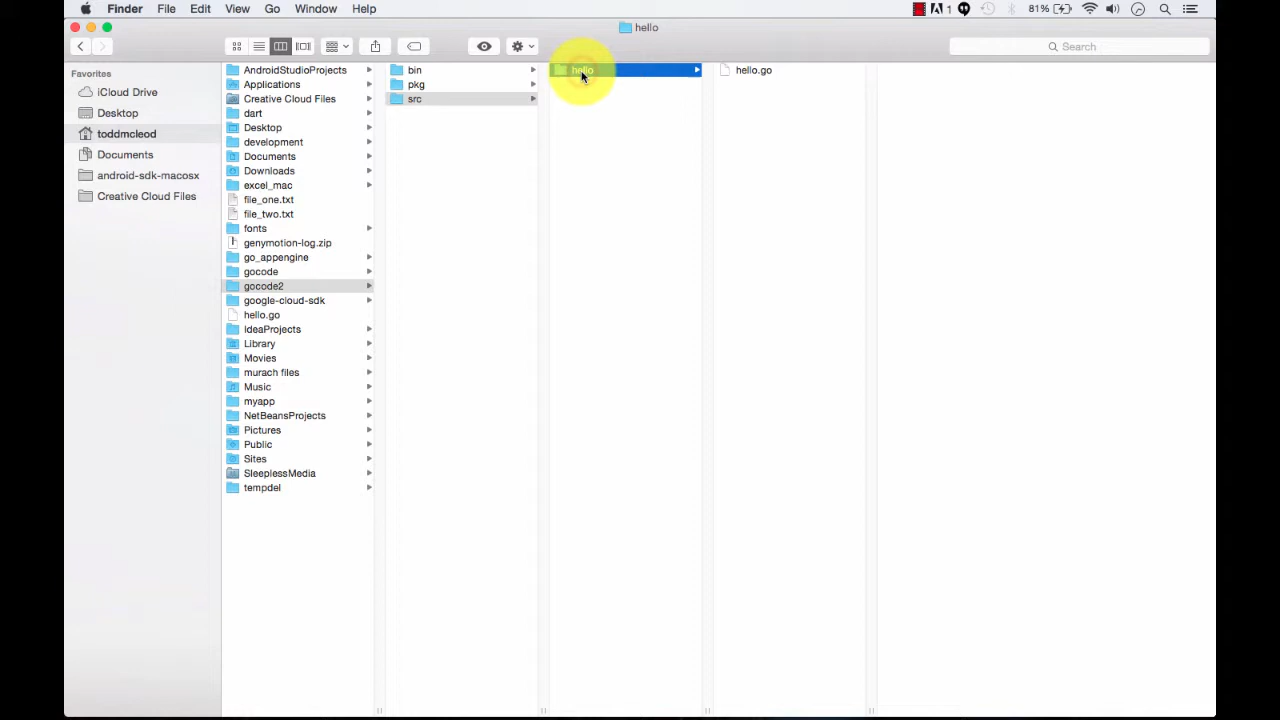 Finder File Edit View Go Window Help 1 81%
hello
Search
Favorites
iCloud Drive
Desktop
toddmcleod
Documents
android-sdk-macosx
Creative Cloud Files
AndroidStudioProjects
Applications
Creative Cloud Files
dart
Desktop
development
Documents
Downloads
excel_mac
file_one.txt
file_two.txt
fonts
genymotion-log.zip
go_appengine
gocode
gocode2
google-cloud-sdk
hello.go
IdeaProjects
Library
Movies
murach files
Music
myapp
NetBeansProjects
Pictures
Public
Sites
SleeplessMedia
tempdel
bin
pkg
src
hello
hello.go